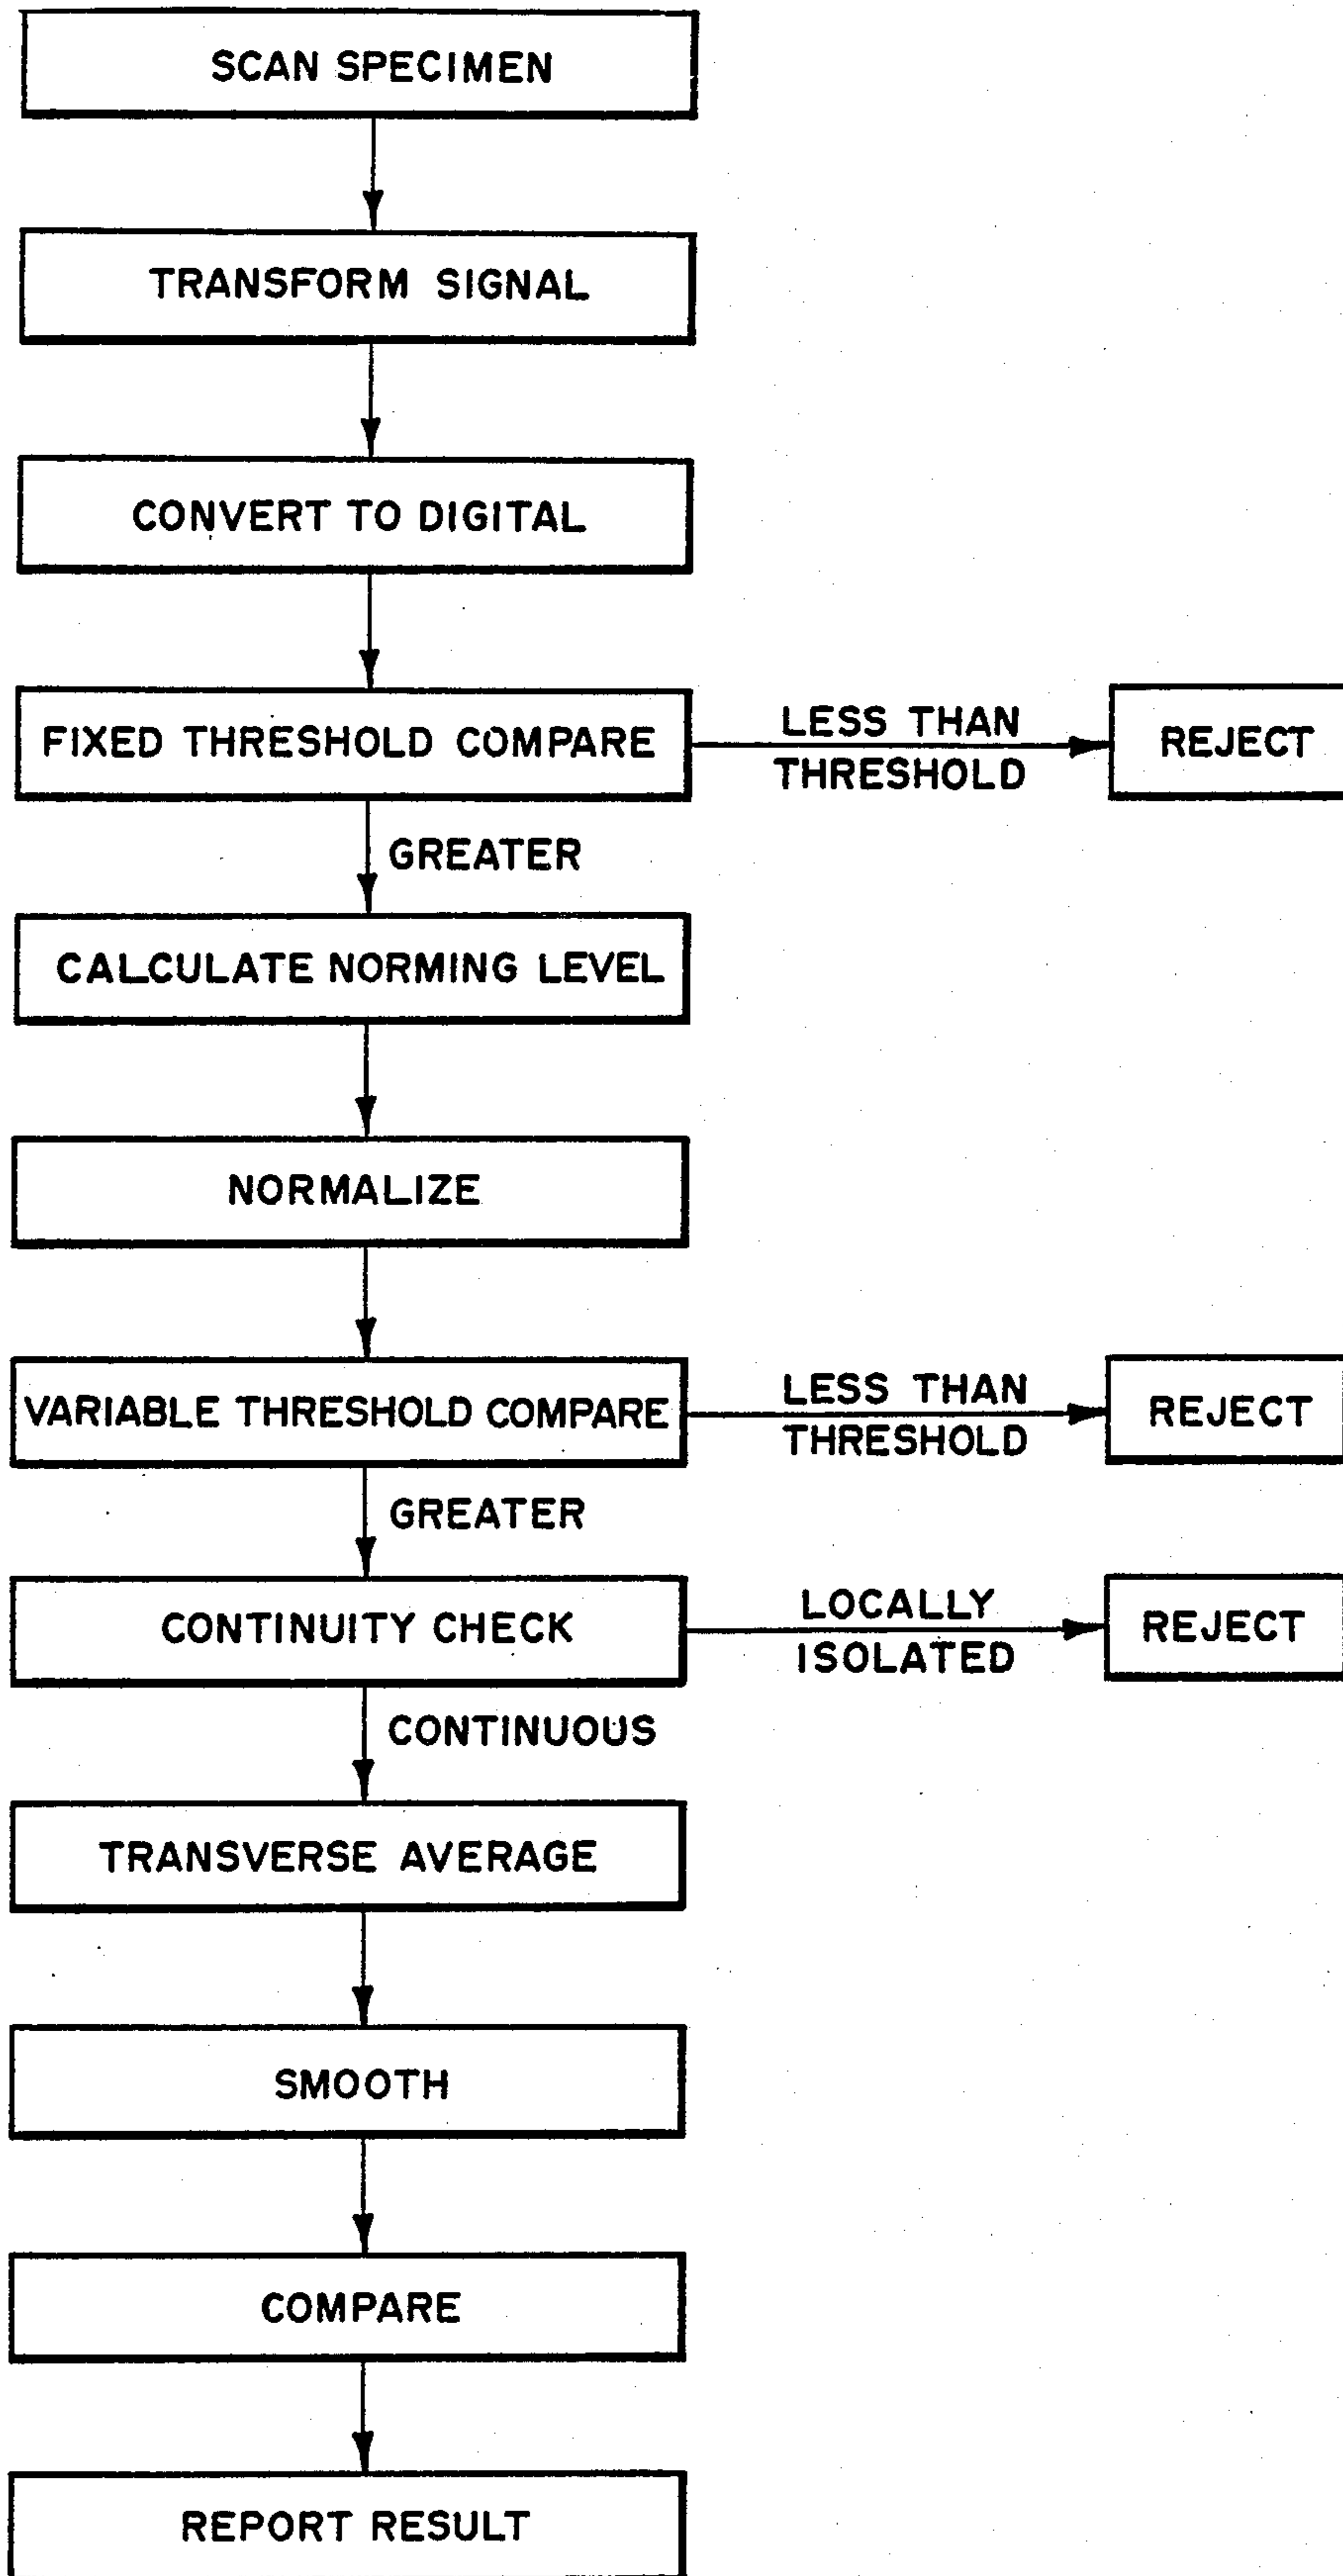 SCAN SPECIMEN
TRANSFORM SIGNAL
CONVERT TO DIGITAL
FIXED THRESHOLD COMPARE
LESS THAN
THRESHOLD
REJECT
GREATER
CALCULATE NORMING LEVEL
NORMALIZE
VARIABLE THRESHOLD COMPARE
LESS THAN
THRESHOLD
REJECT
GREATER
CONTINUITY CHECK
LOCALLY
ISOLATED
REJECT
CONTINUOUS
TRANSVERSE AVERAGE
SMOOTH
COMPARE
REPORT RESULT